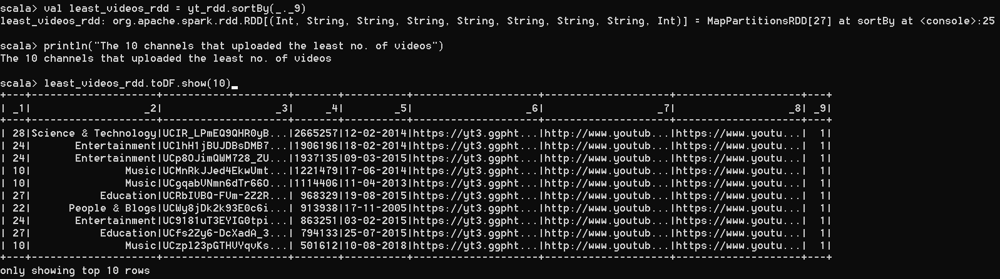 scala> val least_videos_rdd = yt_rdd.sortBy(_._9)
least_videos_rdd: org.apache.spark.rdd.RDD[(Int, String, String, String, String, String, String, String, Int)] = MapPartitionsRDD[27] at sortBy at <console>:25
scala> println("The 10 channels that uploaded the least no. of videos")
The 10 channels that uploaded the least no. of videos
scala> least_videos_rdd.toDF.show(10)
+---+--------------------+--------------------+-------+----------+--------------------+--------------------+--------------------+---+
| _1|                  _2|                  _3|     _4|        _5|                  _6|                  _7|                  _8| _9|
+---+--------------------+--------------------+-------+----------+--------------------+--------------------+--------------------+---+
| 28|Science & Technology|UCIR_LPmEQ9QHR0yB...|2665257|12-02-2014|https://yt3.ggpht...|http://www.youtub...|https://www.youtu...|  1|
| 24|       Entertainment|UClhH1jBUJDBsDMB7...|1906196|18-02-2014|https://yt3.ggpht...|http://www.youtub...|https://www.youtu...|  1|
| 24|       Entertainment|UCp8OJimQWM728_ZU...|1937135|09-03-2015|https://yt3.ggpht...|http://www.youtub...|https://www.youtu...|  1|
| 10|               Music|UCMnRkJJed4EkwUmt...|1221479|17-06-2014|https://yt3.ggpht...|http://www.youtub...|https://www.youtu...|  1|
| 10|               Music|UCgqabVNmn6dTr66O...|1114406|11-04-2013|https://yt3.ggpht...|http://www.youtub...|https://www.youtu...|  1|
| 27|           Education|UCRbIVBQ-FVm-2Z2R...| 968329|19-08-2015|https://yt3.ggpht...|http://www.youtub...|https://www.youtu...|  1|
| 22|      People & Blogs|UCWy8jDk2k93E0c6i...| 913938|17-11-2005|https://yt3.ggpht...|http://www.youtub...|https://www.youtu...|  1|
| 24|       Entertainment|UC9181uT3EYIG0tpi...| 863251|03-02-2015|https://yt3.ggpht...|http://www.youtub...|https://www.youtu...|  1|
| 27|           Education|UCfs2Zy6-DcXadA_3...| 794133|25-07-2015|https://yt3.ggpht...|http://www.youtub...|https://www.youtu...|  1|
| 10|               Music|UCzpl23pGTHVYqvKs...| 501612|10-08-2018|https://yt3.ggpht...|http://www.youtub...|https://www.youtu...|  1|
+---+--------------------+--------------------+-------+----------+--------------------+--------------------+--------------------+---+
only showing top 10 rows